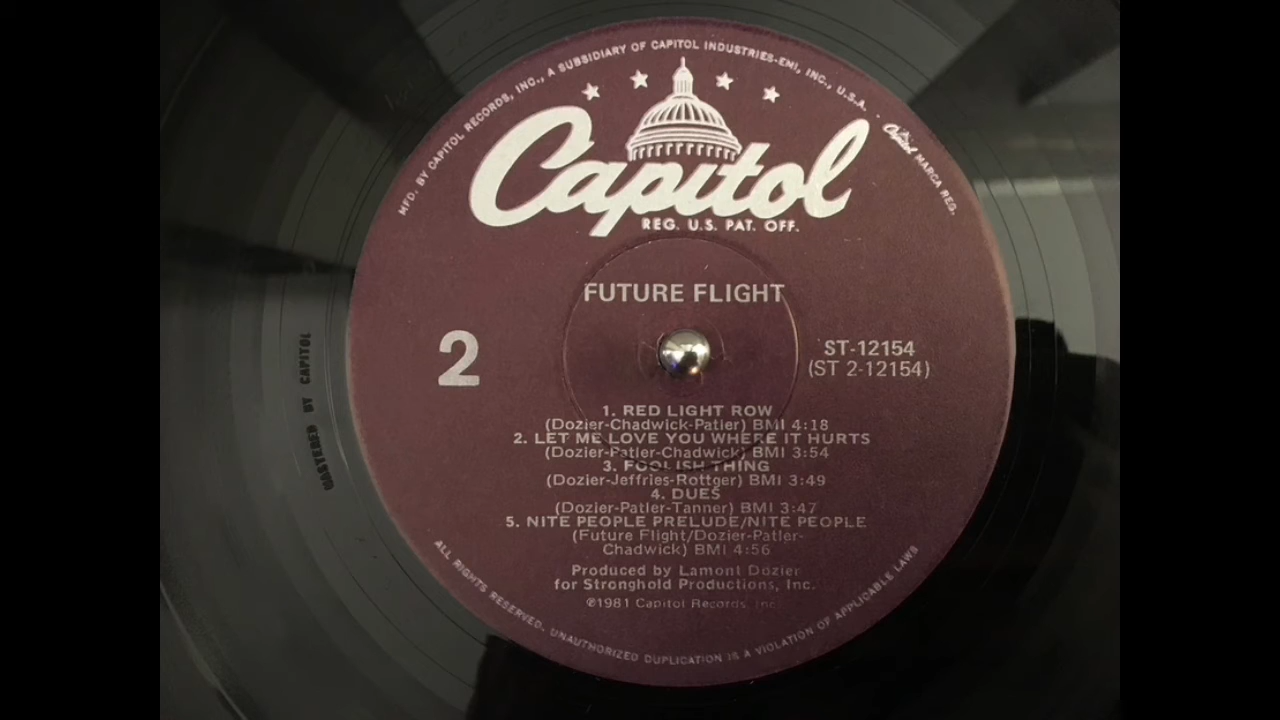 MFD. BY CAPITOL RECORDS, INC., A SUBSIDIARY OF CAPITOL INDUSTRIES-EMI, INC., U.S.A.
Capitol MARCA REG.
Capitol
REG. U.S. PAT. OFF.
FUTURE FLIGHT
2
ST-12154
(ST 2-12154)
1. RED LIGHT ROW
(Dozier-Chadwick-Patler) BMI 4:18
2. LET ME LOVE YOU WHERE IT HURTS
(Dozier-Patler-Chadwick) BMI 3:54
3. FOOLISH THING
(Dozier-Jeffries-Rottger) BMI 3:49
4. DUES
(Dozier-Patler-Tanner) BMI 3:47
5. NITE PEOPLE PRELUDE/NITE PEOPLE
(Future Flight/Dozier-Patler-
Chadwick) BMI 4:56
Produced by Lamont Dozier
for Stronghold Productions, Inc.
℗1981 Capitol Records, Inc.
ALL RIGHTS RESERVED. UNAUTHORIZED DUPLICATION IS A VIOLATION OF APPLICABLE LAWS
MASTERED BY CAPITOL